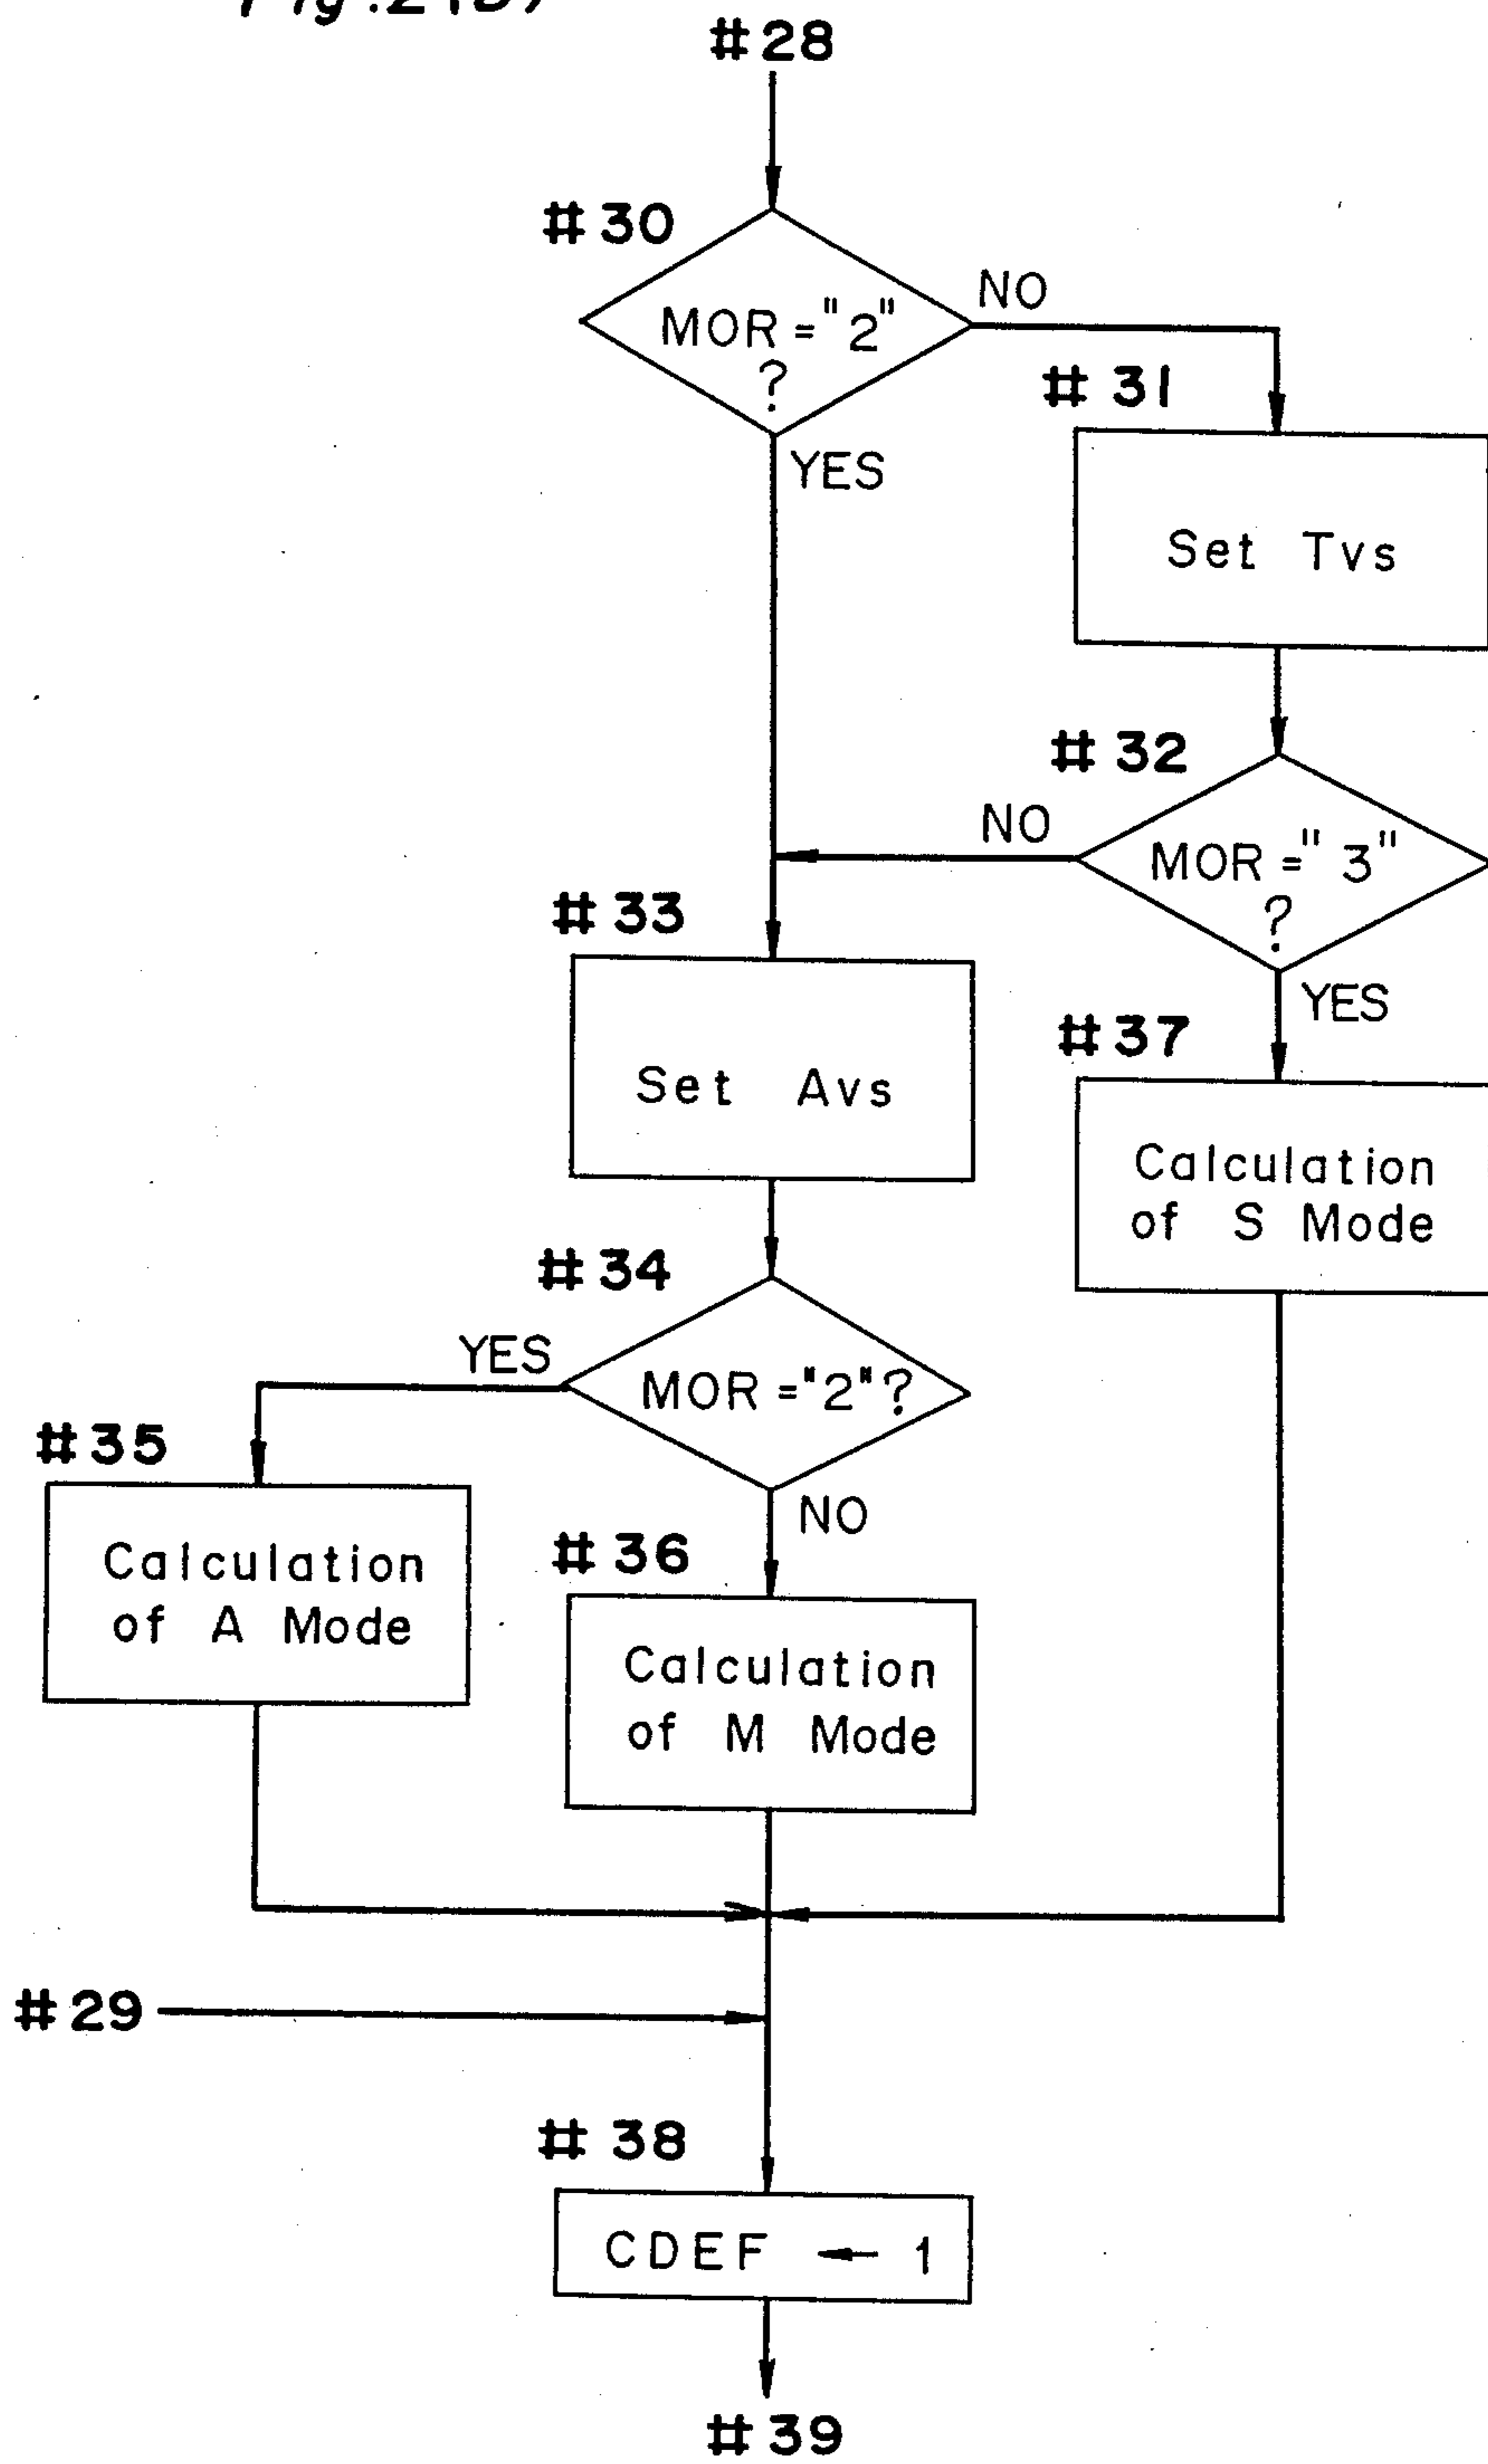 #28
#30
MOR = "2"
?
NO
YES
#31
Set Tvs
#32
NO
MOR = "3"
?
YES
#33
Set Avs
#37
Calculation
of S Mode
#34
YES
MOR = "2"?
NO
#35
Calculation
of A Mode
#36
Calculation
of M Mode
#29
#38
CDEF ← 1
#39